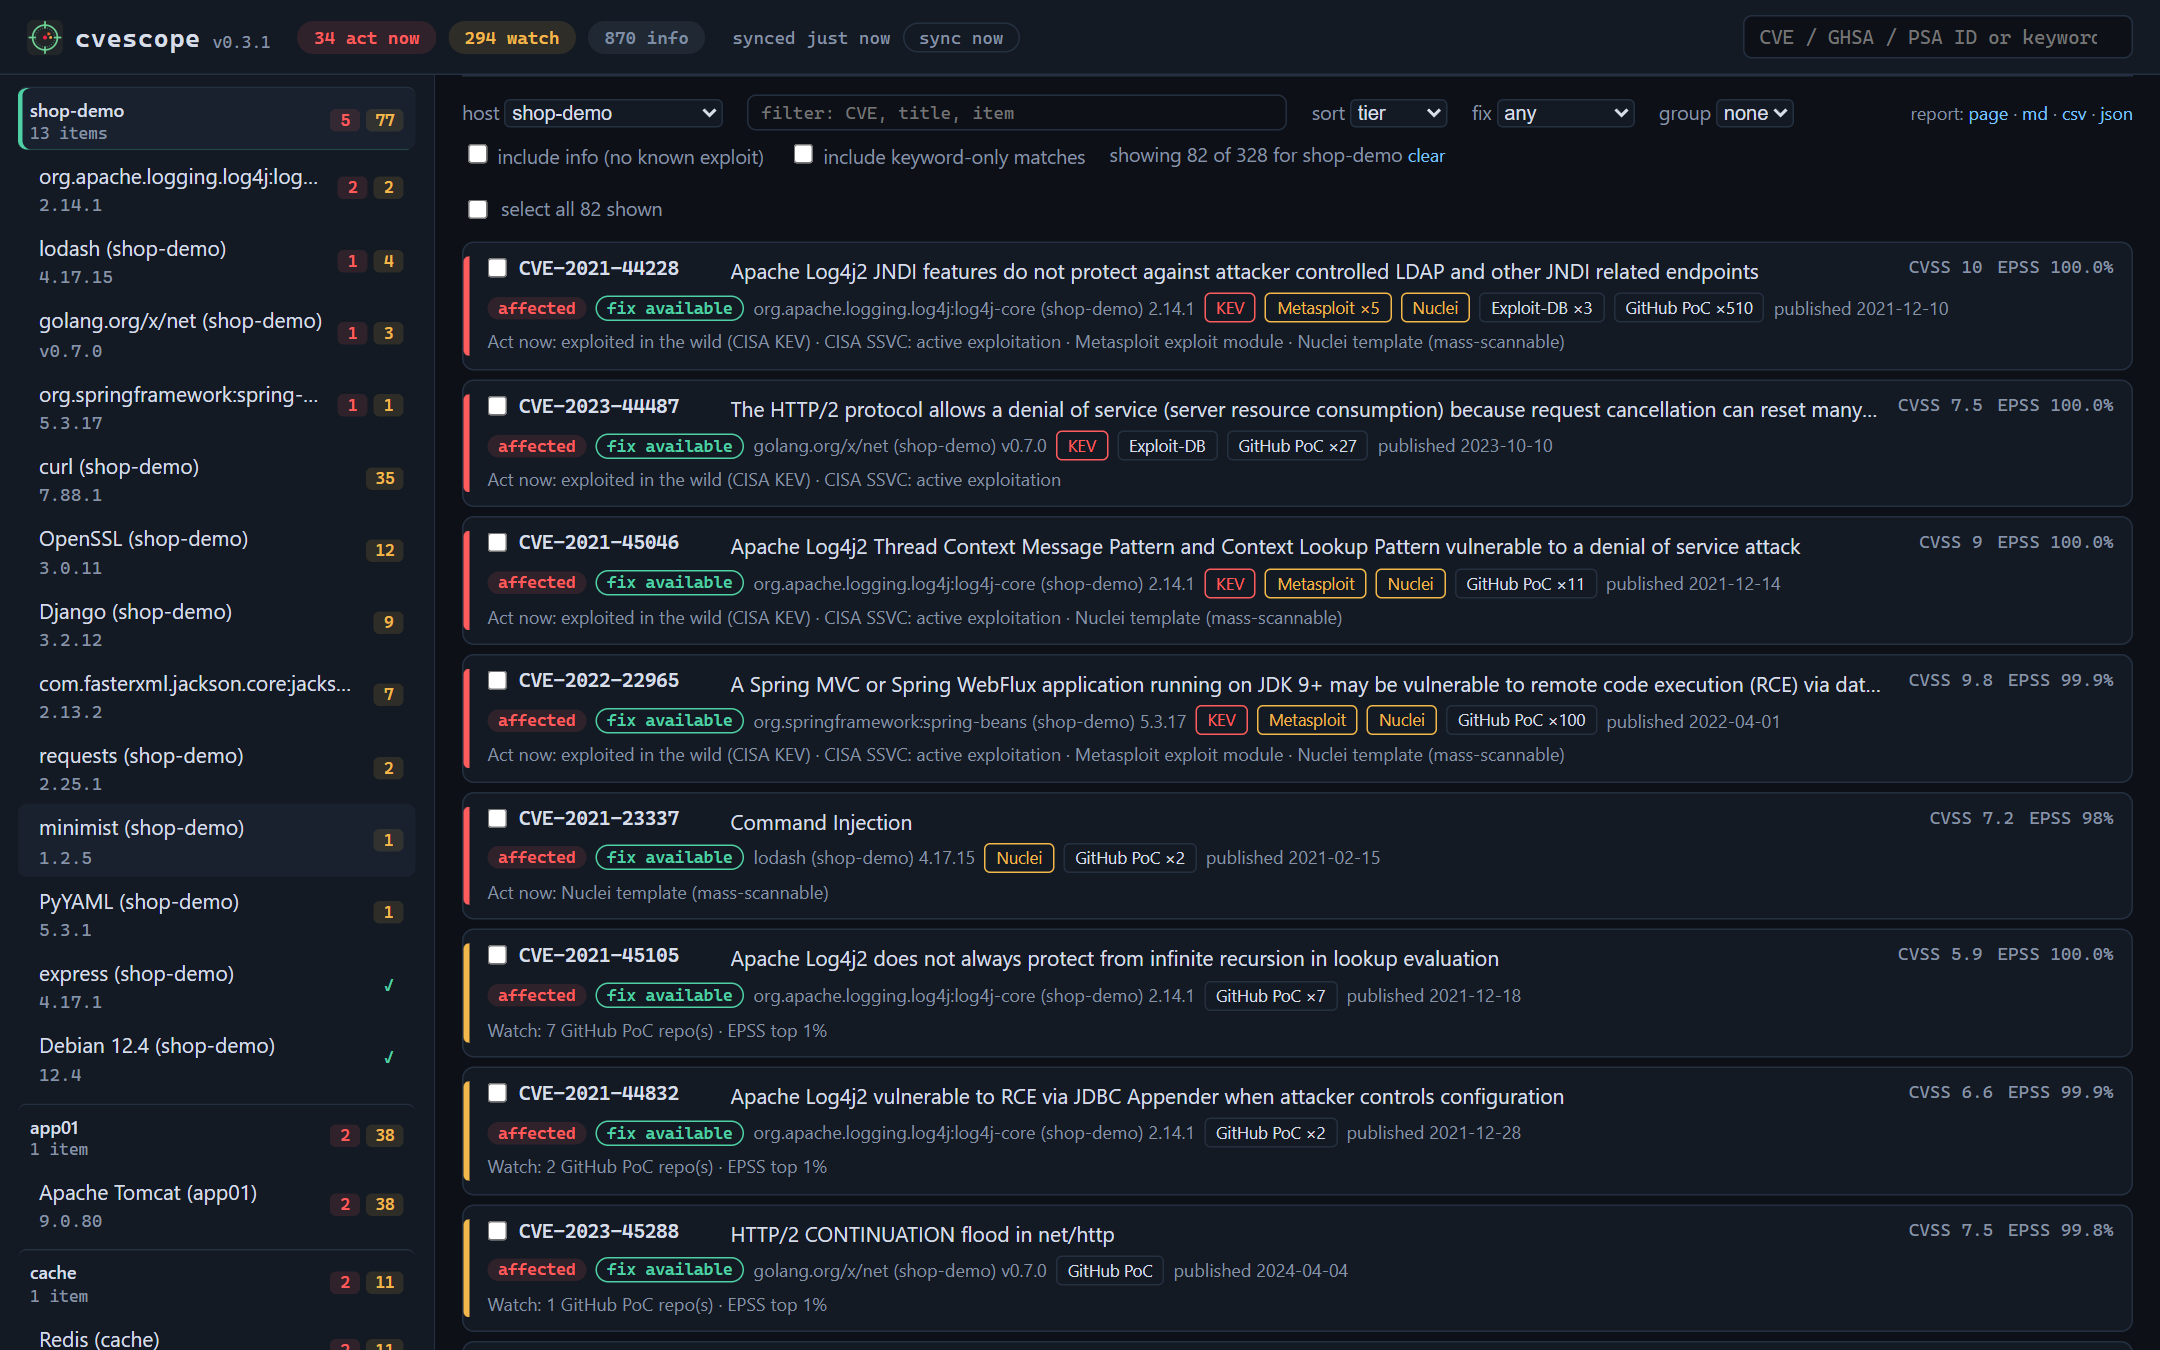 cvescope v0.3.1 34 act now 294 watch 870 info synced just now sync now CVE / GHSA / PSA ID or keyword
shop-demo 5 77
13 items
org.apache.logging.log4j:log... 2 2
2.14.1
lodash (shop-demo) 1 4
4.17.15
golang.org/x/net (shop-demo) 1 3
v0.7.0
org.springframework:spring-... 1 1
5.3.17
curl (shop-demo) 35
7.88.1
OpenSSL (shop-demo) 12
3.0.11
Django (shop-demo) 9
3.2.12
com.fasterxml.jackson.core:jacks... 7
2.13.2
requests (shop-demo) 2
2.25.1
minimist (shop-demo) 1
1.2.5
PyYAML (shop-demo) 1
5.3.1
express (shop-demo) ✓
4.17.1
Debian 12.4 (shop-demo) ✓
12.4
app01 2 38
1 item
Apache Tomcat (app01) 2 38
9.0.80
cache 2 11
1 item
Redis (cache) 2 11
host shop-demo filter: CVE, title, item sort tier fix any group none report: page · md · csv · json
include info (no known exploit) include keyword-only matches showing 82 of 328 for shop-demo clear
select all 82 shown
CVE-2021-44228 Apache Log4j2 JNDI features do not protect against attacker controlled LDAP and other JNDI related endpoints CVSS 10 EPSS 100.0%
affected fix available org.apache.logging.log4j:log4j-core (shop-demo) 2.14.1 KEV Metasploit ×5 Nuclei Exploit-DB ×3 GitHub PoC ×510 published 2021-12-10
Act now: exploited in the wild (CISA KEV) · CISA SSVC: active exploitation · Metasploit exploit module · Nuclei template (mass-scannable)
CVE-2023-44487 The HTTP/2 protocol allows a denial of service (server resource consumption) because request cancellation can reset many... CVSS 7.5 EPSS 100.0%
affected fix available golang.org/x/net (shop-demo) v0.7.0 KEV Exploit-DB GitHub PoC ×27 published 2023-10-10
Act now: exploited in the wild (CISA KEV) · CISA SSVC: active exploitation
CVE-2021-45046 Apache Log4j2 Thread Context Message Pattern and Context Lookup Pattern vulnerable to a denial of service attack CVSS 9 EPSS 100.0%
affected fix available org.apache.logging.log4j:log4j-core (shop-demo) 2.14.1 KEV Metasploit Nuclei GitHub PoC ×11 published 2021-12-14
Act now: exploited in the wild (CISA KEV) · CISA SSVC: active exploitation · Nuclei template (mass-scannable)
CVE-2022-22965 A Spring MVC or Spring WebFlux application running on JDK 9+ may be vulnerable to remote code execution (RCE) via dat... CVSS 9.8 EPSS 99.9%
affected fix available org.springframework:spring-beans (shop-demo) 5.3.17 KEV Metasploit Nuclei GitHub PoC ×100 published 2022-04-01
Act now: exploited in the wild (CISA KEV) · CISA SSVC: active exploitation · Metasploit exploit module · Nuclei template (mass-scannable)
CVE-2021-23337 Command Injection CVSS 7.2 EPSS 98%
affected fix available lodash (shop-demo) 4.17.15 Nuclei GitHub PoC ×2 published 2021-02-15
Act now: Nuclei template (mass-scannable)
CVE-2021-45105 Apache Log4j2 does not always protect from infinite recursion in lookup evaluation CVSS 5.9 EPSS 100.0%
affected fix available org.apache.logging.log4j:log4j-core (shop-demo) 2.14.1 GitHub PoC ×7 published 2021-12-18
Watch: 7 GitHub PoC repo(s) · EPSS top 1%
CVE-2021-44832 Apache Log4j2 vulnerable to RCE via JDBC Appender when attacker controls configuration CVSS 6.6 EPSS 99.9%
affected fix available org.apache.logging.log4j:log4j-core (shop-demo) 2.14.1 GitHub PoC ×2 published 2021-12-28
Watch: 2 GitHub PoC repo(s) · EPSS top 1%
CVE-2023-45288 HTTP/2 CONTINUATION flood in net/http CVSS 7.5 EPSS 99.8%
affected fix available golang.org/x/net (shop-demo) v0.7.0 GitHub PoC published 2024-04-04
Watch: 1 GitHub PoC repo(s) · EPSS top 1%